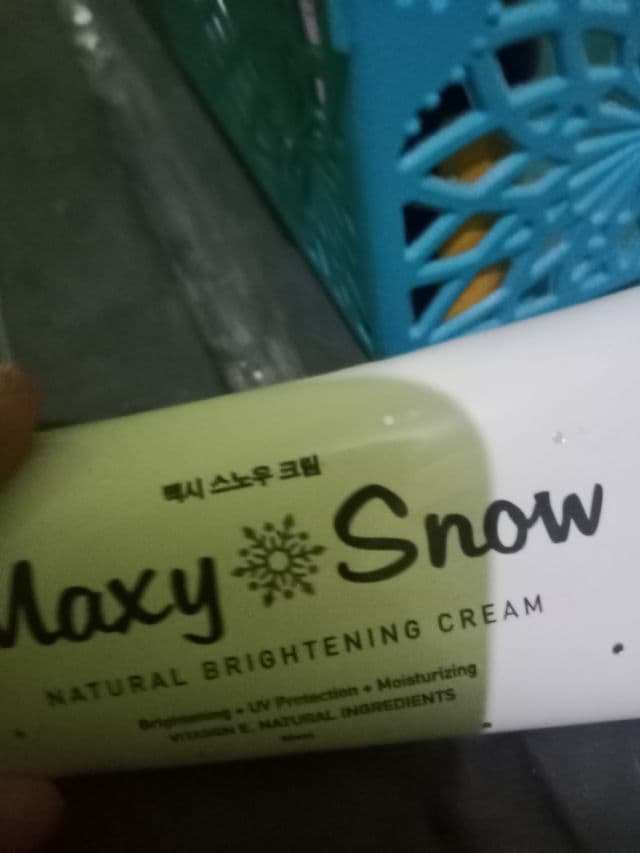 맥시 스노우 크림
Maxy Snow
NATURAL BRIGHTENING CREAM
Brightening + UV Protection + Moisturizing
VITAMIN E, NATURAL INGREDIENTS